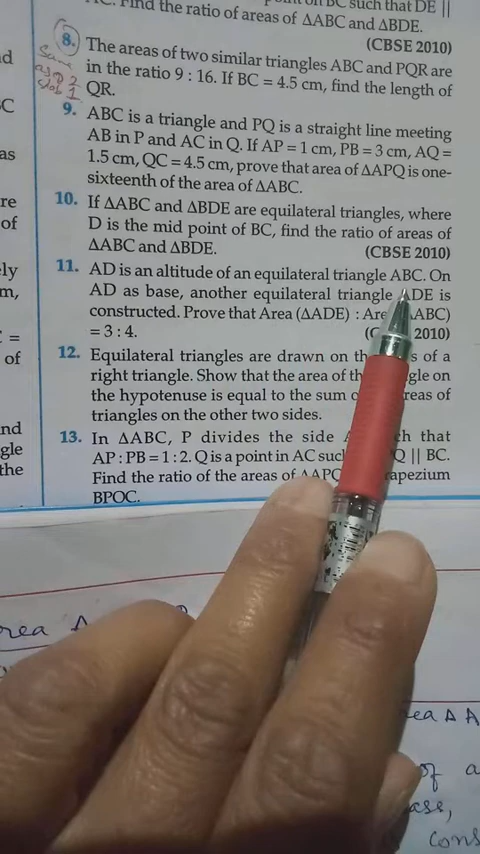 Find the ratio of areas of ΔABC and ΔBDE.
(CBSE 2010)
8. The areas of two similar triangles ABC and PQR are
in the ratio 9 : 16. If BC = 4.5 cm, find the length of
QR.
9. ABC is a triangle and PQ is a straight line meeting
AB in P and AC in Q. If AP = 1 cm, PB = 3 cm, AQ =
1.5 cm, QC = 4.5 cm, prove that area of ΔAPQ is one-
sixteenth of the area of ΔABC.
10. If ΔABC and ΔBDE are equilateral triangles, where
D is the mid point of BC, find the ratio of areas of
ΔABC and ΔBDE. (CBSE 2010)
11. AD is an altitude of an equilateral triangle ABC. On
AD as base, another equilateral triangle ADE is
constructed. Prove that Area (ΔADE) : ABC)
= 3 : 4. 2010)
12. Equilateral triangles are drawn on of a
right triangle. Show that the area of on
the hypotenuse is equal to the sum of
triangles on the other two sides.
13. In ΔABC, P divides the side that
AP : PB = 1 : 2. Q is a point in AC || BC.
Find the ratio of the areas of
BPQC.
of
as
re
of
ly
m,
=
of
nd
gle
the
of a
cons